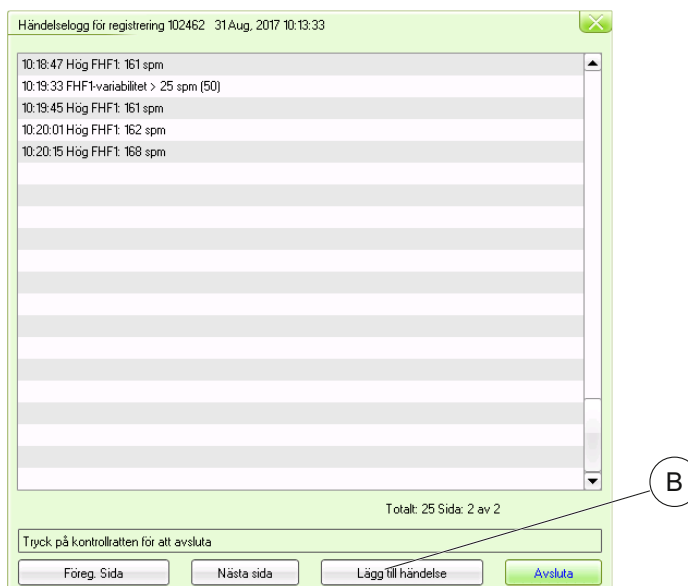 Händelselogg för registrering 102462 31 Aug, 2017 10:13:33
10:18:47 Hög FHF1: 161 spm
10:19:33 FHF1-variabilitet > 25 spm (50)
10:19:45 Hög FHF1: 161 spm
10:20:01 Hög FHF1: 162 spm
10:20:15 Hög FHF1: 168 spm
B
Totalt: 25 Sida: 2 av 2
Tryck på kontrollratten för att avsluta
Föreg. Sida Nästa sida Lägg till händelse Avsluta